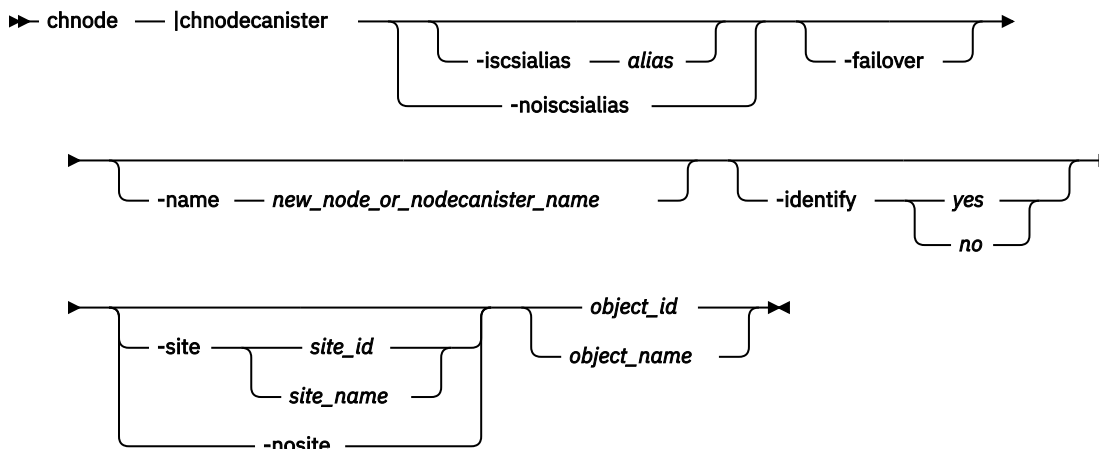 chnode |chnodecanister
-iscsialias alias -failover
-noiscsialias
-name new_node_or_nodecanister_name -identify yes
no
object_id
-site site_id
object_name
site_name
-nosite